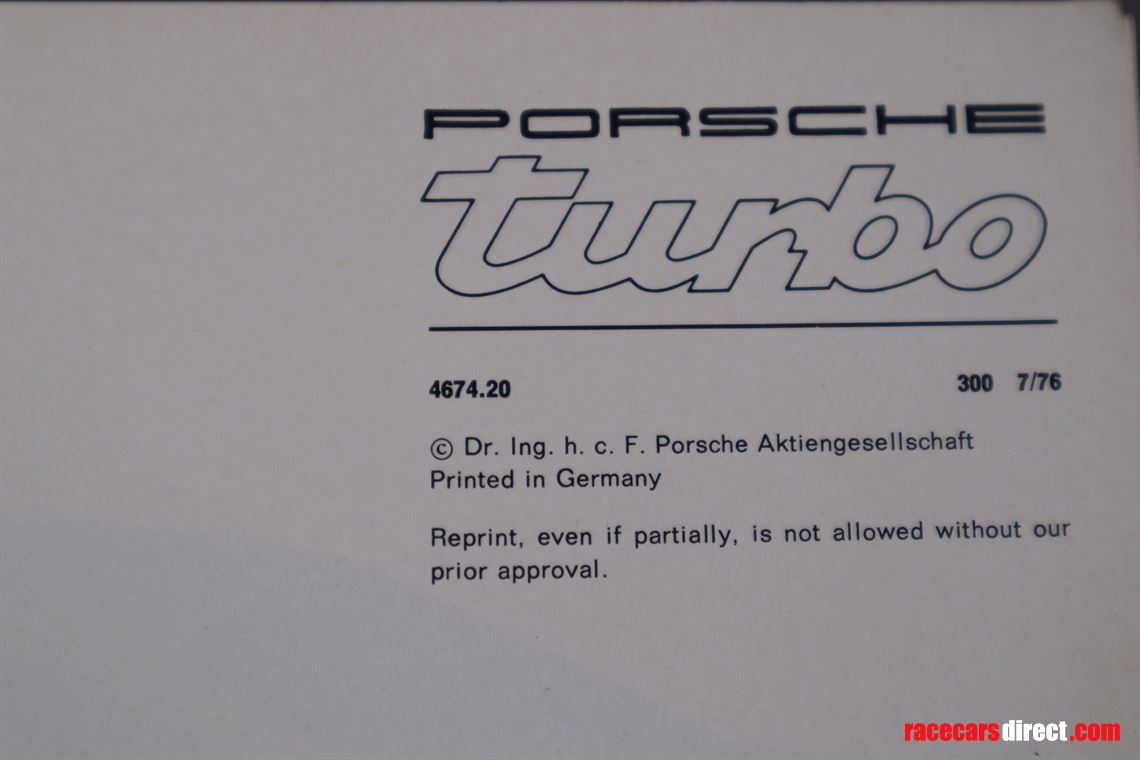 PORSCHE
turbo
4674.20 300 7/76
© Dr. Ing. h. c. F. Porsche Aktiengesellschaft
Printed in Germany
Reprint, even if partially, is not allowed without our
prior approval.
racecarsdirect.com